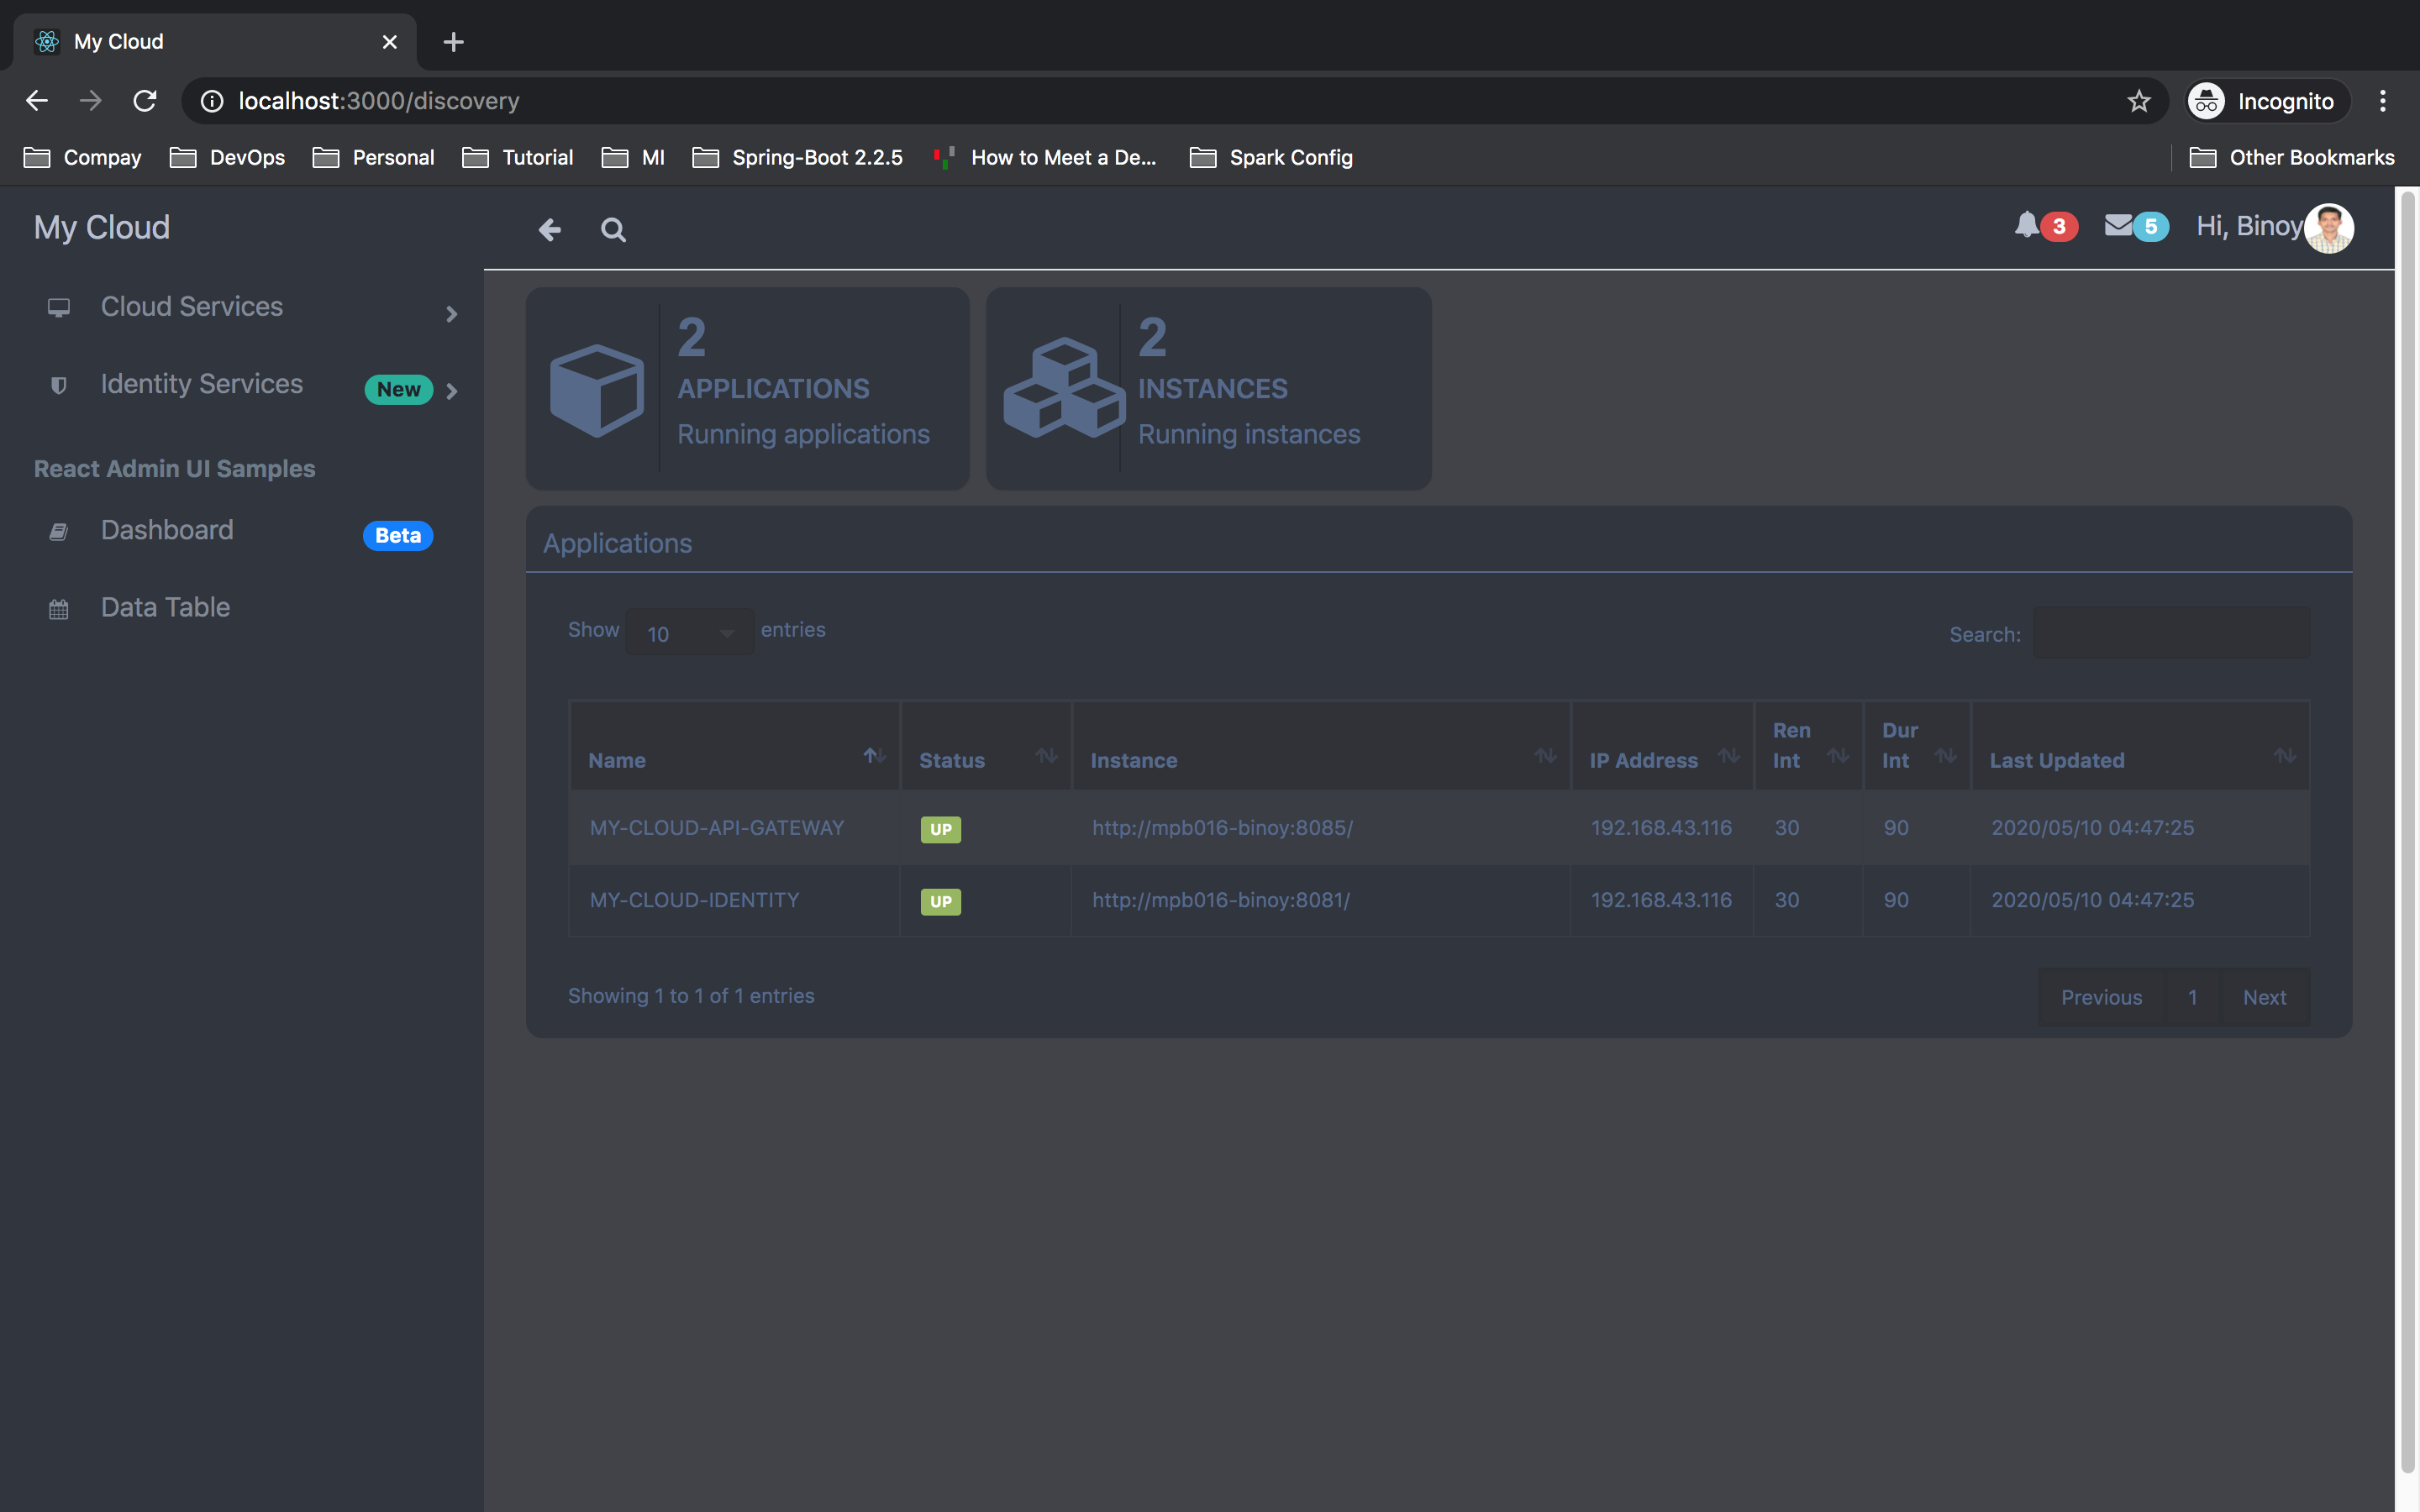 My Cloud
localhost:3000/discovery
Incognito
Compay DevOps Personal Tutorial MI Spring-Boot 2.2.5 How to Meet a De... Spark Config Other Bookmarks
My Cloud
3 5 Hi, Binoy
Cloud Services
Identity Services New
React Admin UI Samples
Dashboard Beta
Data Table
2
APPLICATIONS
Running applications
2
INSTANCES
Running instances
Applications
Show 10 entries Search:
Name Status Instance IP Address Ren Int Dur Int Last Updated
MY-CLOUD-API-GATEWAY UP http://mpb016-binoy:8085/ 192.168.43.116 30 90 2020/05/10 04:47:25
MY-CLOUD-IDENTITY UP http://mpb016-binoy:8081/ 192.168.43.116 30 90 2020/05/10 04:47:25
Showing 1 to 1 of 1 entries Previous 1 Next